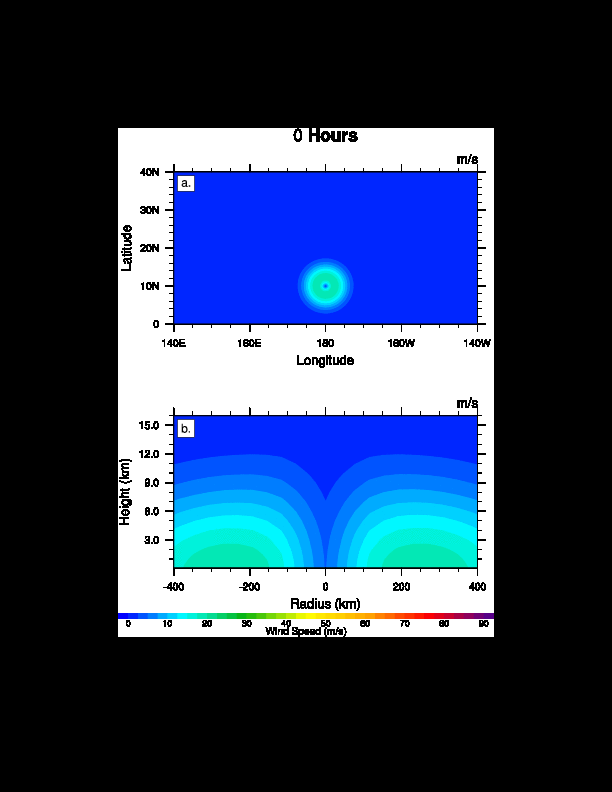 0 Hours
m/s
a.
40N
30N
20N
10N
0
Latitude
140E 160E 180 160W 140W
Longitude
m/s
b.
15.0
12.0
9.0
6.0
3.0
Height (km)
-400 -200 0 200 400
Radius (km)
0 10 20 30 40 50 60 70 80 90
Wind Speed (m/s)